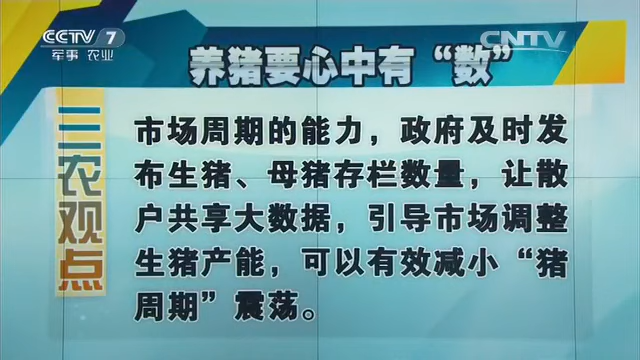 CCTV 7
军事 农业
CNTV
养猪要心中有“数”
三农观点
市场周期的能力，政府及时发
布生猪、母猪存栏数量，让散
户共享大数据，引导市场调整
生猪产能，可以有效减小“猪
周期”震荡。